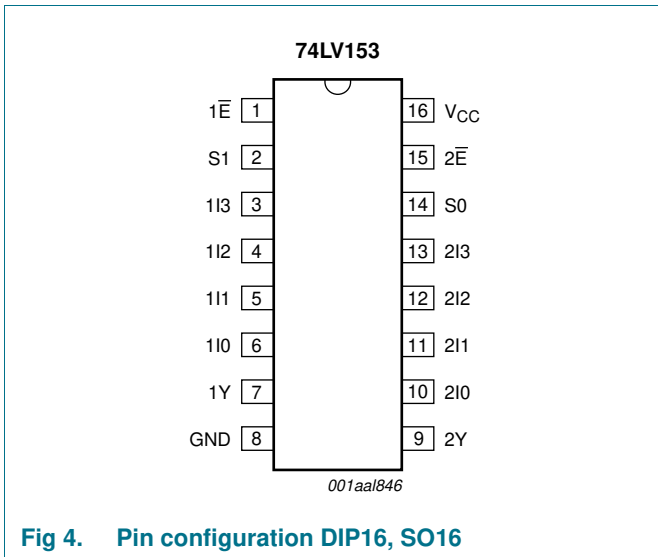 74LV153
1E̅ 1 16 VCC
S1 2 15 2E̅
1I3 3 14 S0
1I2 4 13 2I3
1I1 5 12 2I2
1I0 6 11 2I1
1Y 7 10 2I0
GND 8 9 2Y
001aal846
Fig 4. Pin configuration DIP16, SO16